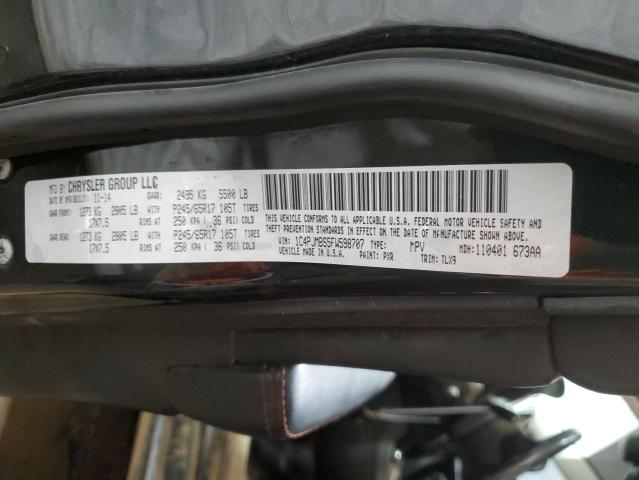 MFD BY: CHRYSLER GROUP LLC
DATE OF MFR/BUILT: 11-14 GVWR: 2495 KG 5500 LB
GAWR FRONT: 1273 KG 2805 LB WITH P245/65R17 105T TIRES
17X7.5 RIMS AT 250 KPA ( 36 PSI) COLD
GAWR REAR: 1273 KG 2805 LB WITH P245/65R17 105T TIRES
17X7.5 RIMS AT 250 KPA ( 36 PSI) COLD
THIS VEHICLE CONFORMS TO ALL APPLICABLE U.S.A. FEDERAL MOTOR VEHICLE SAFETY AND
THEFT PREVENTION STANDARDS IN EFFECT ON THE DATE OF MANUFACTURE SHOWN ABOVE.
VIN: 1C4PJMBS5FW598707 TYPE: MPV MDH: 110401 673AA
VEHICLE MADE IN U.S.A. PAINT: PXR TRIM: TLX9